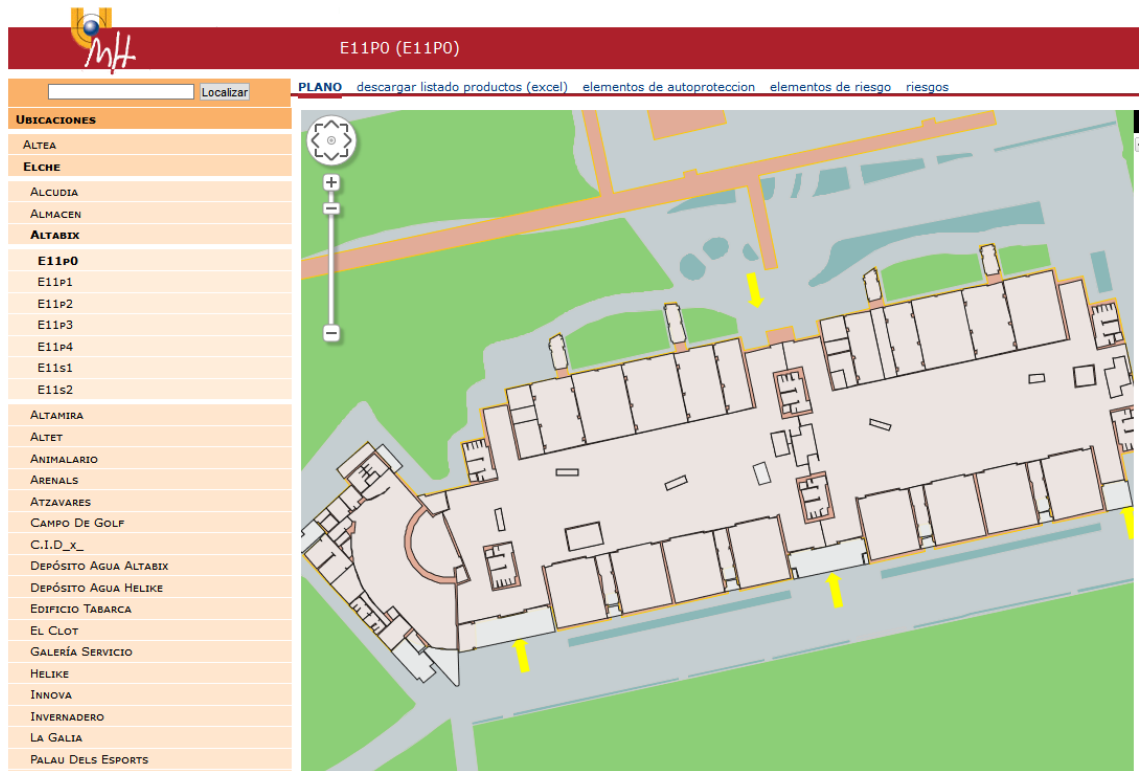 UMH
E11P0 (E11P0)
Localizar
PLANO descargar listado productos (excel) elementos de autoproteccion elementos de riesgo riesgos
UBICACIONES
ALTEA
ELCHE
ALCUDIA
ALMACEN
ALTABIX
E11P0
E11P1
E11P2
E11P3
E11P4
E11S1
E11S2
ALTAMIRA
ALTET
ANIMALARIO
ARENALS
ATZAVARES
CAMPO DE GOLF
C.I.D_X_
DEPÓSITO AGUA ALTABIX
DEPÓSITO AGUA HELIKE
EDIFICIO TABARCA
EL CLOT
GALERÍA SERVICIO
HELIKE
INNOVA
INVERNADERO
LA GALIA
PALAU DELS ESPORTS